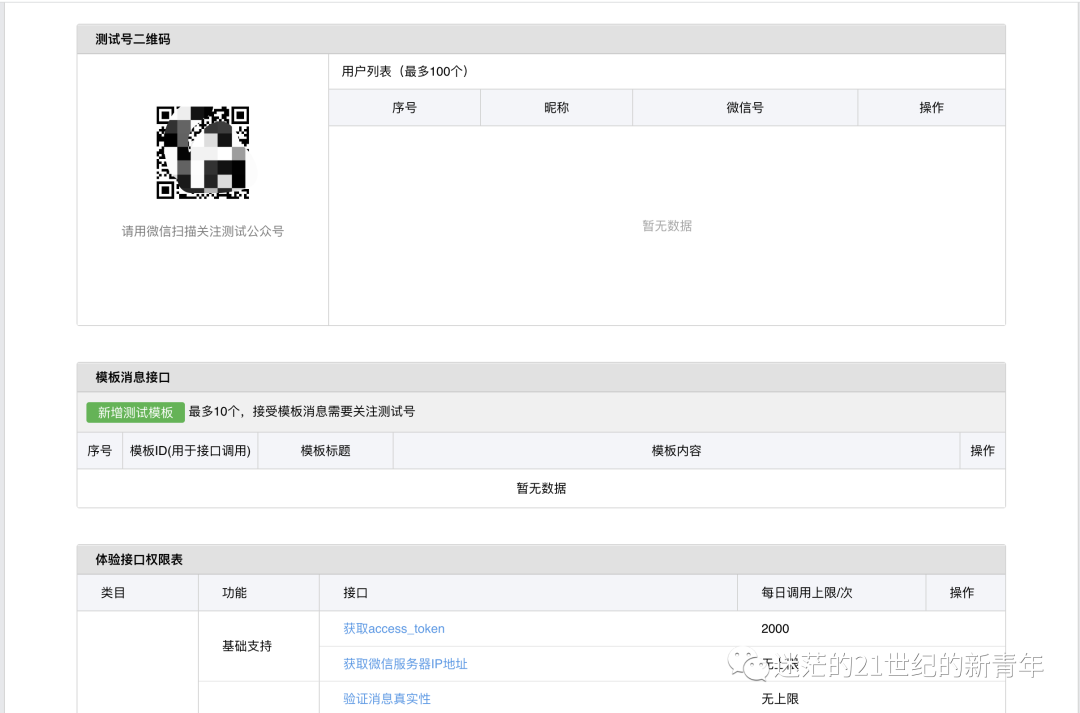 测试号二维码
用户列表（最多100个）
序号 昵称 微信号 操作
暂无数据
请用微信扫描关注测试公众号
模板消息接口
新增测试模板 最多10个，接受模板消息需要关注测试号
序号 模板ID(用于接口调用) 模板标题 模板内容 操作
暂无数据
体验接口权限表
类目 功能 接口 每日调用上限/次 操作
获取access_token 2000
基础支持
获取微信服务器IP地址 无上限
迷茫的21世纪的新青年
验证消息真实性 无上限